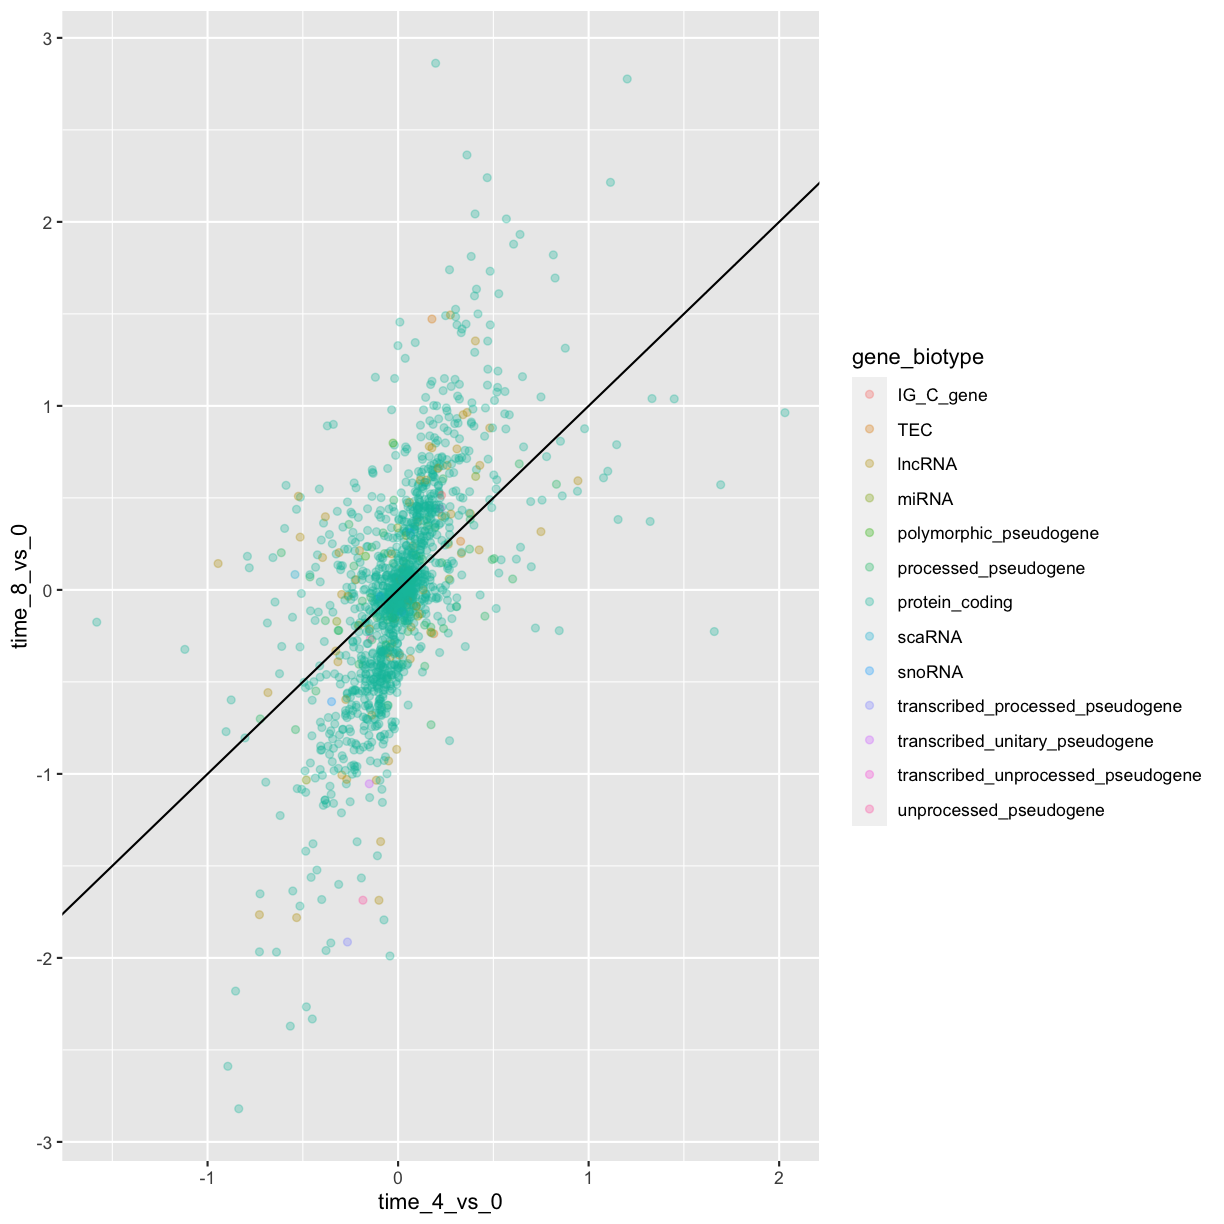 3
2
1
0
-1
-2
-3
time_8_vs_0
-1
0
1
2
time_4_vs_0
gene_biotype
IG_C_gene
TEC
lncRNA
miRNA
polymorphic_pseudogene
processed_pseudogene
protein_coding
scaRNA
snoRNA
transcribed_processed_pseudogene
transcribed_unitary_pseudogene
transcribed_unprocessed_pseudogene
unprocessed_pseudogene